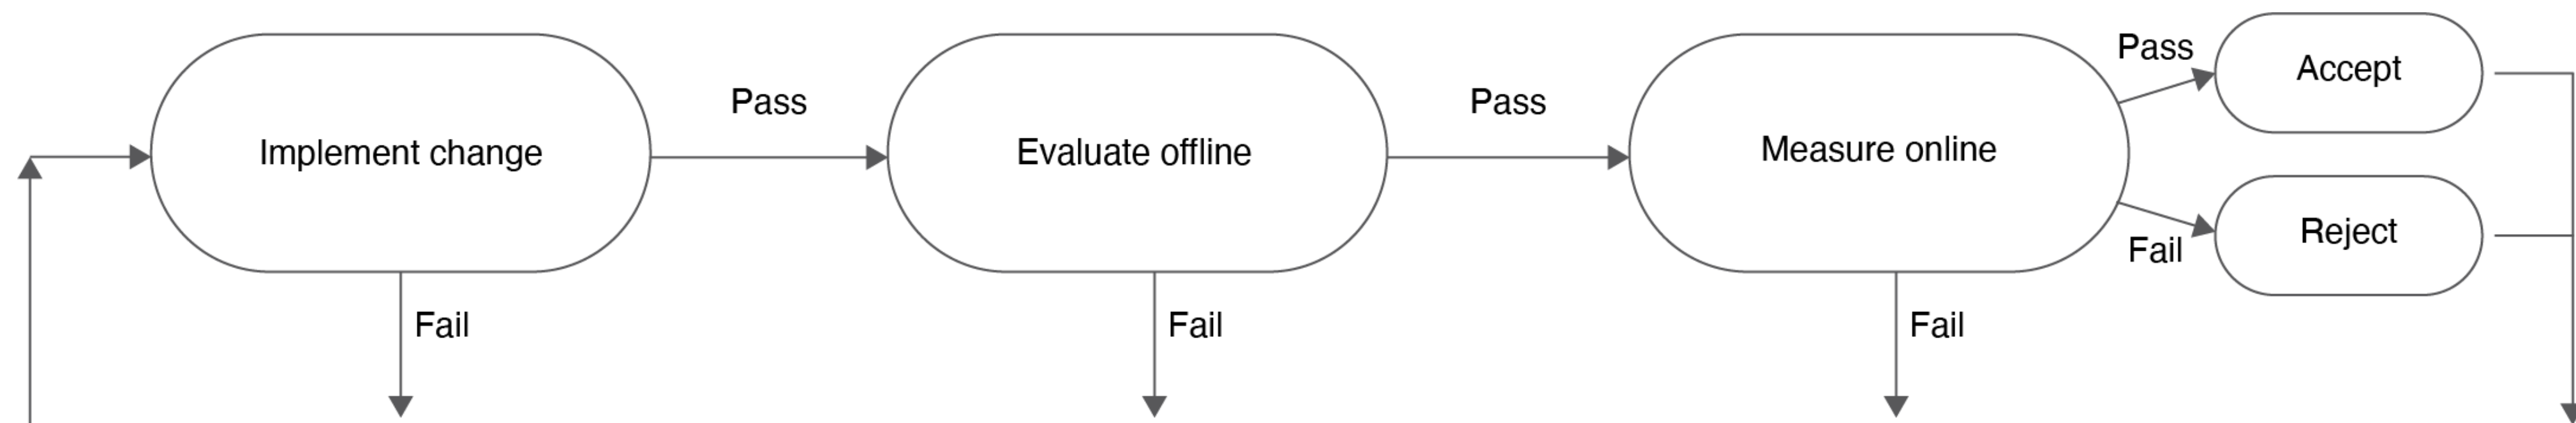 Implement change
Pass
Evaluate offline
Pass
Measure online
Pass
Accept
Fail
Reject
Fail
Fail
Fail